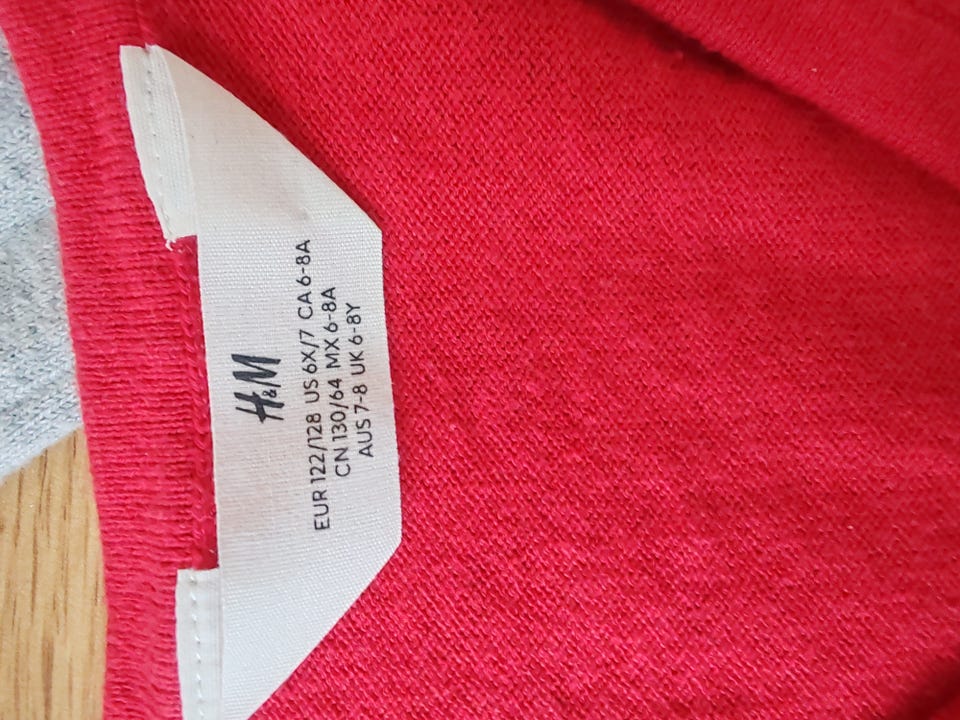 H&M
EUR 122/128 US 6X/7 CA 6-8A
CN 130/64 MX 6-8A
AUS 7-8 UK 6-8Y